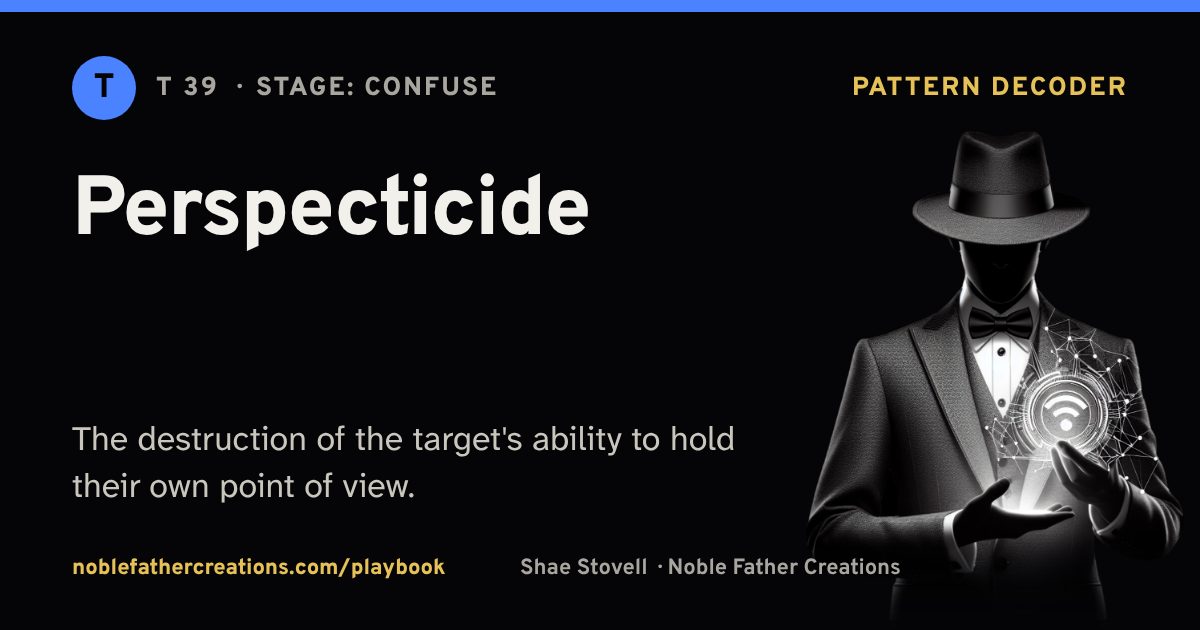 T
T 39 · STAGE: CONFUSE
PATTERN DECODER
Perspecticide
The destruction of the target's ability to hold
their own point of view.
noblefathercreations.com/playbook
Shae Stovell · Noble Father Creations